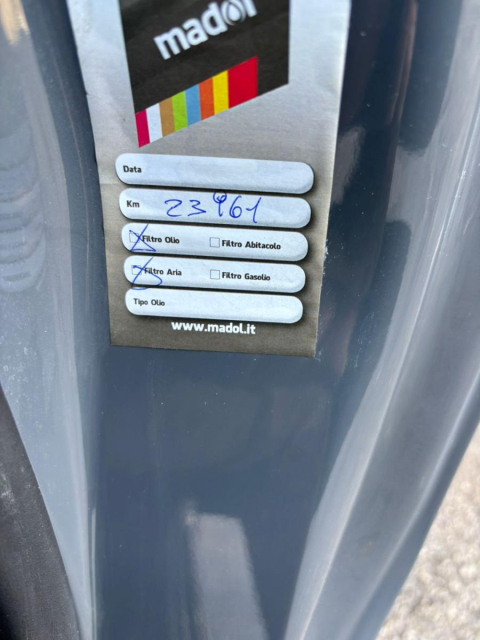 madol
Data
Km 23961
Filtro Olio Filtro Abitacolo
Filtro Aria Filtro Gasolio
Tipo Olio
www.madol.it